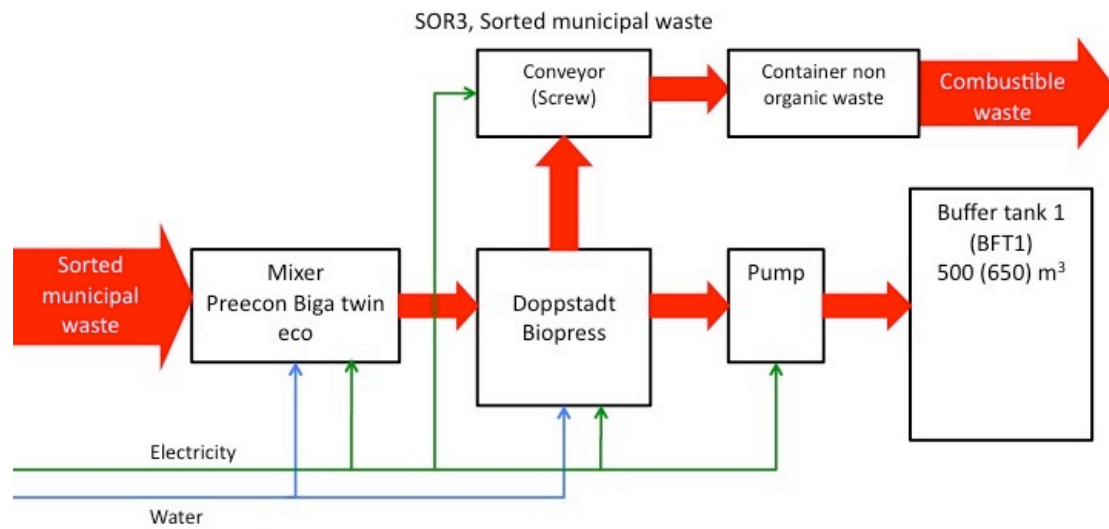 SOR3, Sorted municipal waste
Conveyor
(Screw)
Container non
organic waste
Combustible
waste
Sorted
municipal
waste
Mixer
Preecon Biga twin
eco
Doppstadt
Biopress
Pump
Buffer tank 1
(BFT1)
500 (650) m³
Electricity
Water